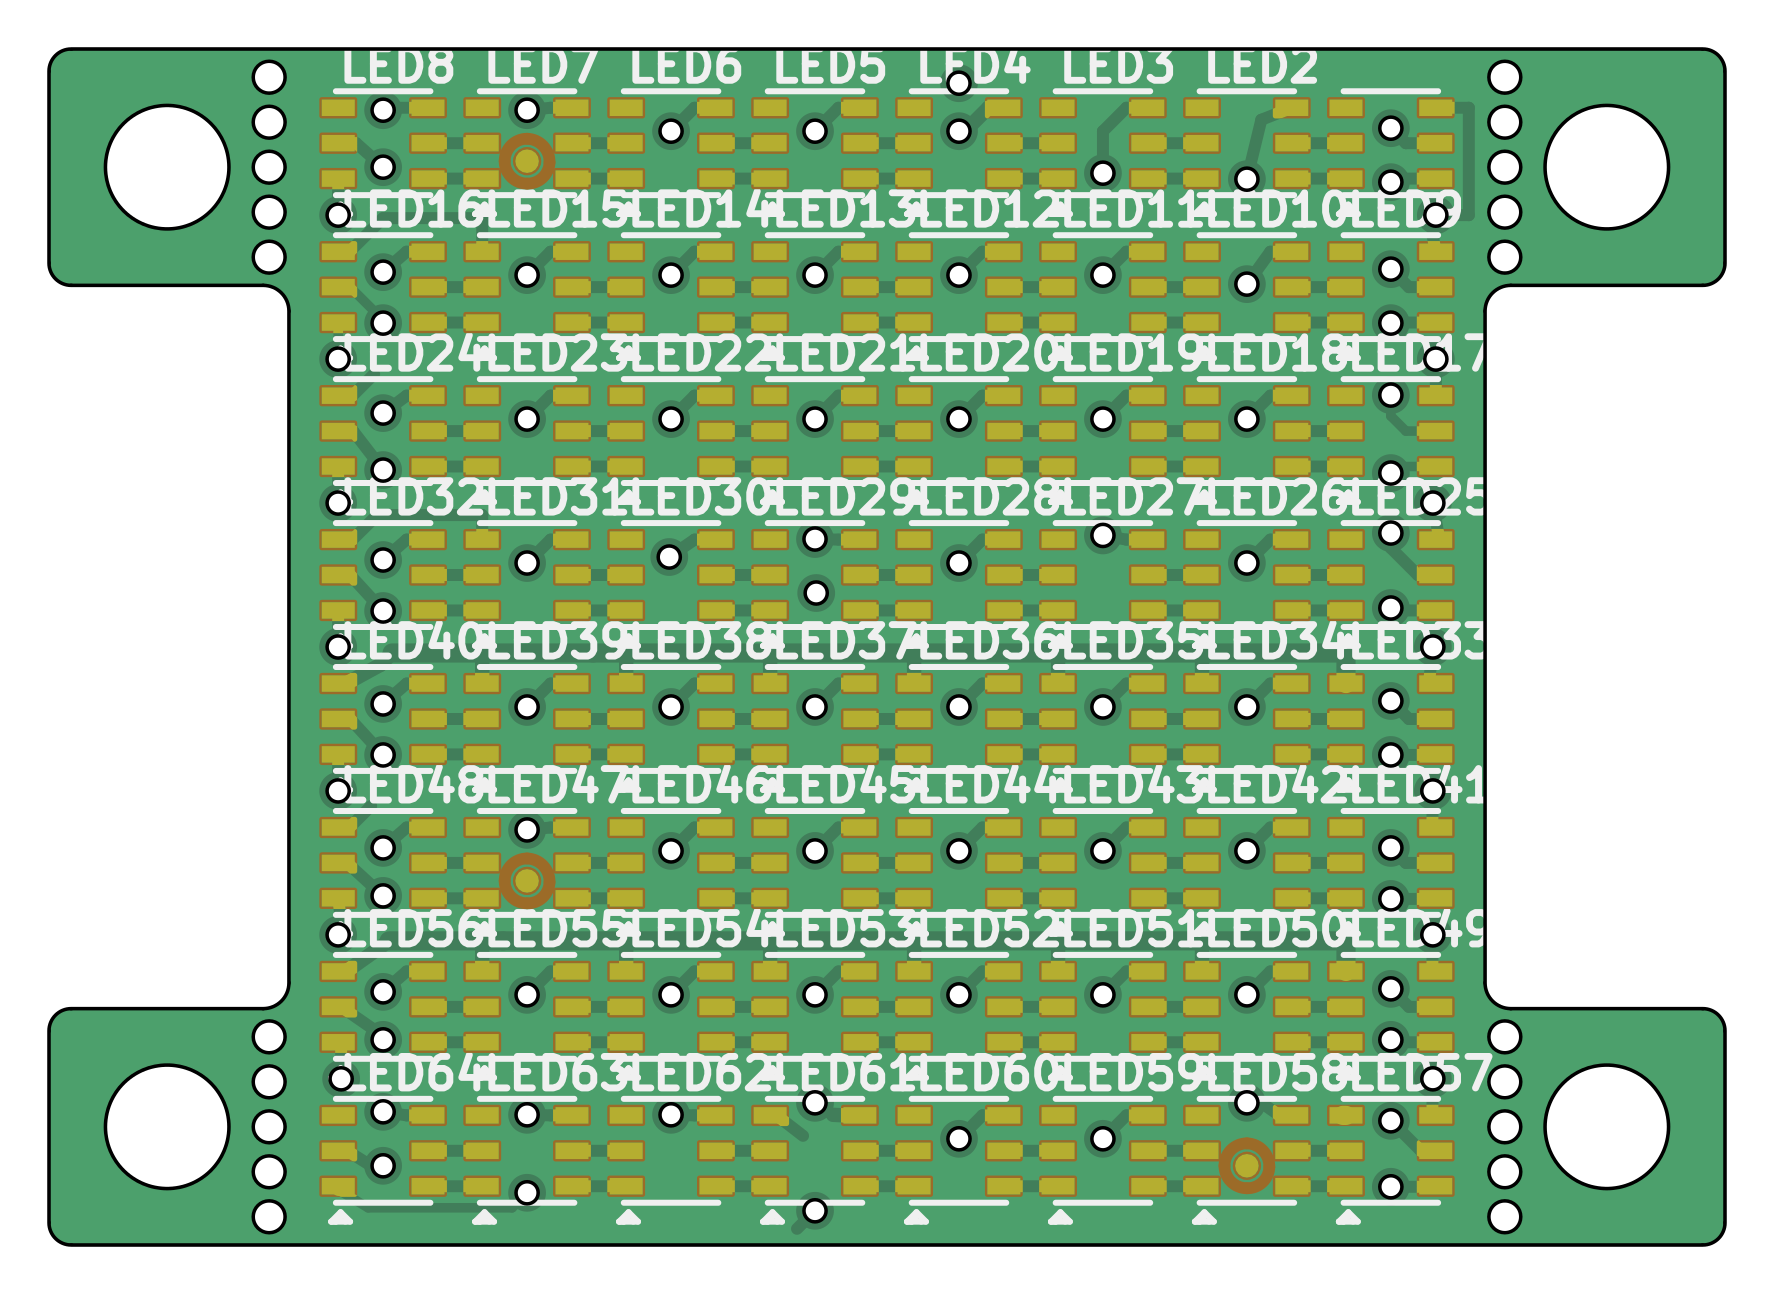 LED8 LED7 LED6 LED5 LED4 LED3 LED2
LED16 LED15 LED14 LED13 LED12 LED11 LED10 LED9
LED24 LED23 LED22 LED21 LED20 LED19 LED18 LED17
LED32 LED31 LED30 LED29 LED28 LED27 LED26 LED25
LED40 LED39 LED38 LED37 LED36 LED35 LED34 LED33
LED48 LED47 LED46 LED45 LED44 LED43 LED42 LED41
LED56 LED55 LED54 LED53 LED52 LED51 LED50 LED49
LED64 LED63 LED62 LED61 LED60 LED59 LED58 LED57